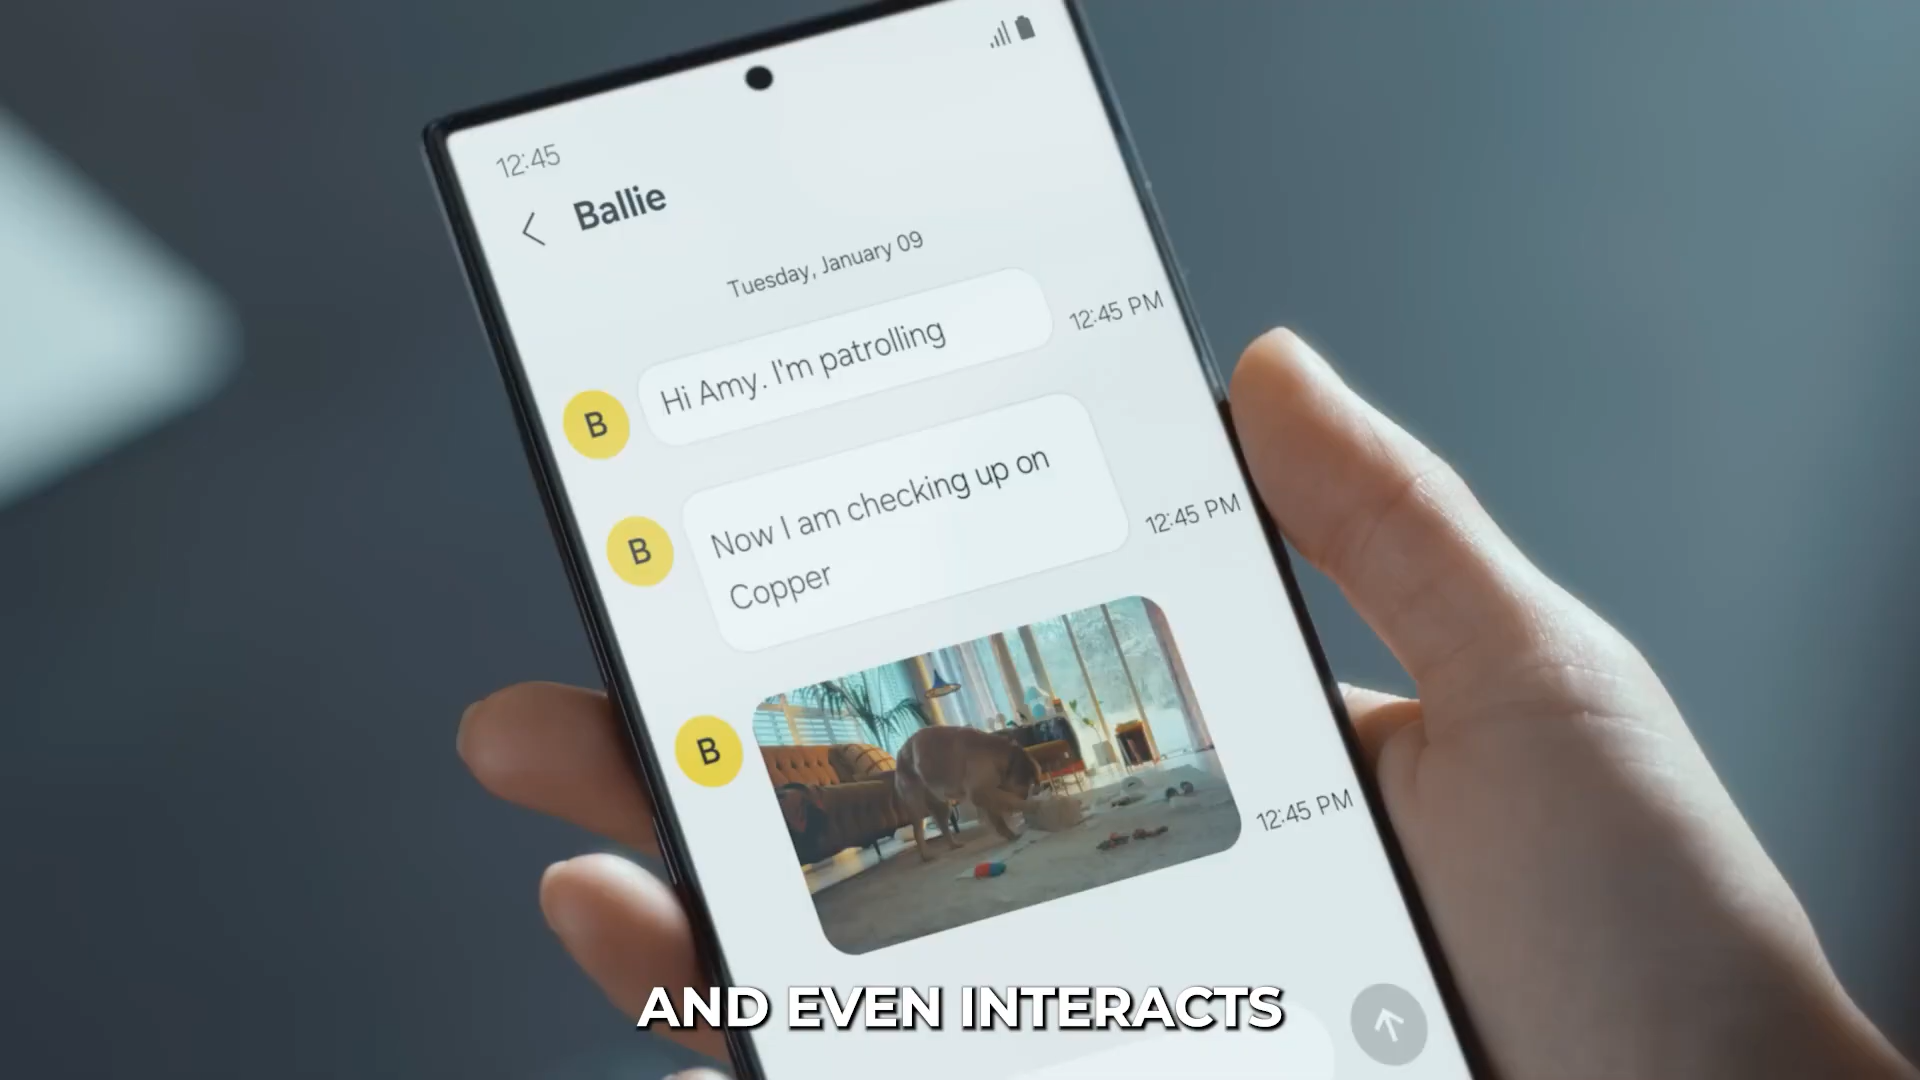 12:45
Ballie
Tuesday, January 09
Hi Amy. I'm patrolling
12:45 PM
B
Now I am checking up on
Copper
12:45 PM
B
B
12:45 PM
AND EVEN INTERACTS